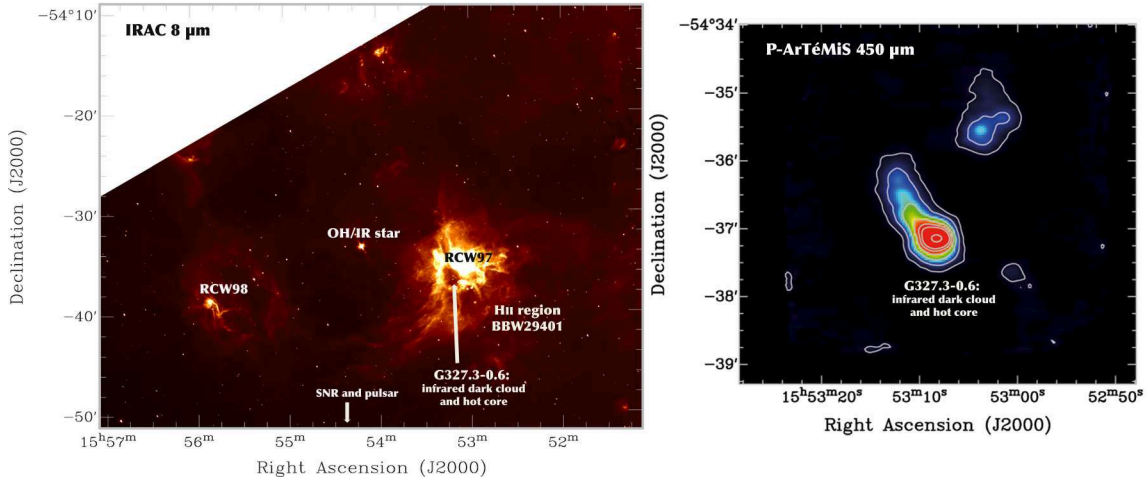 IRAC 8 µm
−54°10′
−20′
−30′
−40′
−50′
Declination (J2000)
OH/IR star
RCW97
RCW98
HII region
BBW29401
G327.3-0.6:
infrared dark cloud
and hot core
SNR and pulsar
15ʰ57ᵐ 56ᵐ 55ᵐ 54ᵐ 53ᵐ 52ᵐ
Right Ascension (J2000)
P-ArTéMiS 450 µm
−54°34′
−35′
−36′
−37′
−38′
−39′
Declination (J2000)
G327.3-0.6:
infrared dark cloud
and hot core
15ʰ53ᵐ20ˢ 53ᵐ10ˢ 53ᵐ00ˢ 52ᵐ50ˢ
Right Ascension (J2000)